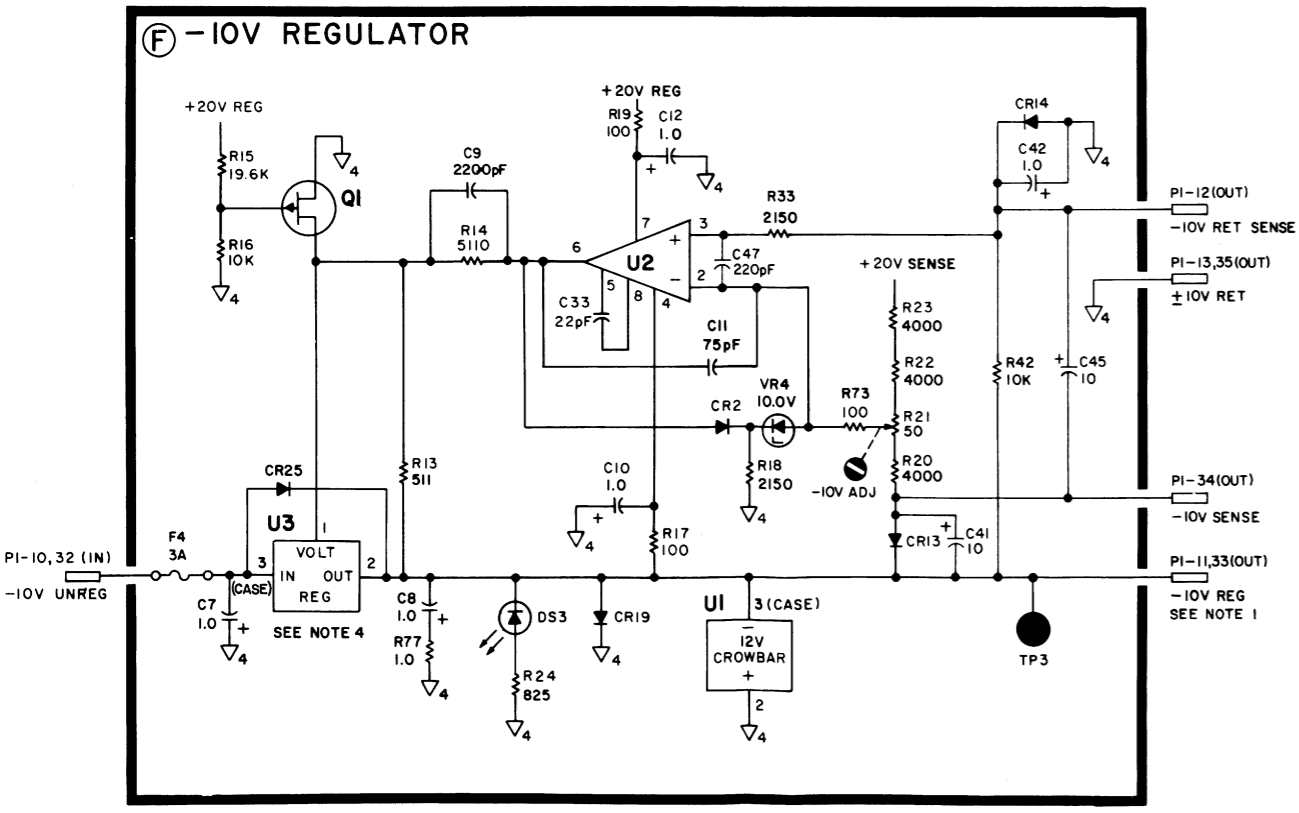 F -10V REGULATOR
+20V REG
R15
19.6K
R16
10K
4
4
Q1
C9
2200pF
R14
5110
+20V REG
R19
100
C12
1.0
+
4
7
6
U2
+
−
3
2
5
8
4
C33
22pF
C47
220pF
C11
75pF
R33
2150
CR14
C42
1.0
+
4
P1-12(OUT)
-10V RET SENSE
P1-13,35(OUT)
±10V RET
4
+20V SENSE
R23
4000
R22
4000
R21
50
R20
4000
R42
10K
+
C45
10
CR2
VR4
10.0V
R73
100
R18
2150
4
-10V ADJ
P1-34(OUT)
-10V SENSE
CR25
R13
511
C10
1.0
+
4
R17
100
CR13
+
C41
10
P1-10,32 (IN)
-10V UNREG
F4
3A
U3
1
VOLT
3
IN
OUT
2
REG
(CASE)
SEE NOTE 4
C7
1.0
+
4
C8
1.0
+
R77
1.0
4
DS3
R24
825
4
CR19
4
U1
3 (CASE)
−
12V
CROWBAR
+
2
4
TP3
P1-11,33(OUT)
-10V REG
SEE NOTE 1